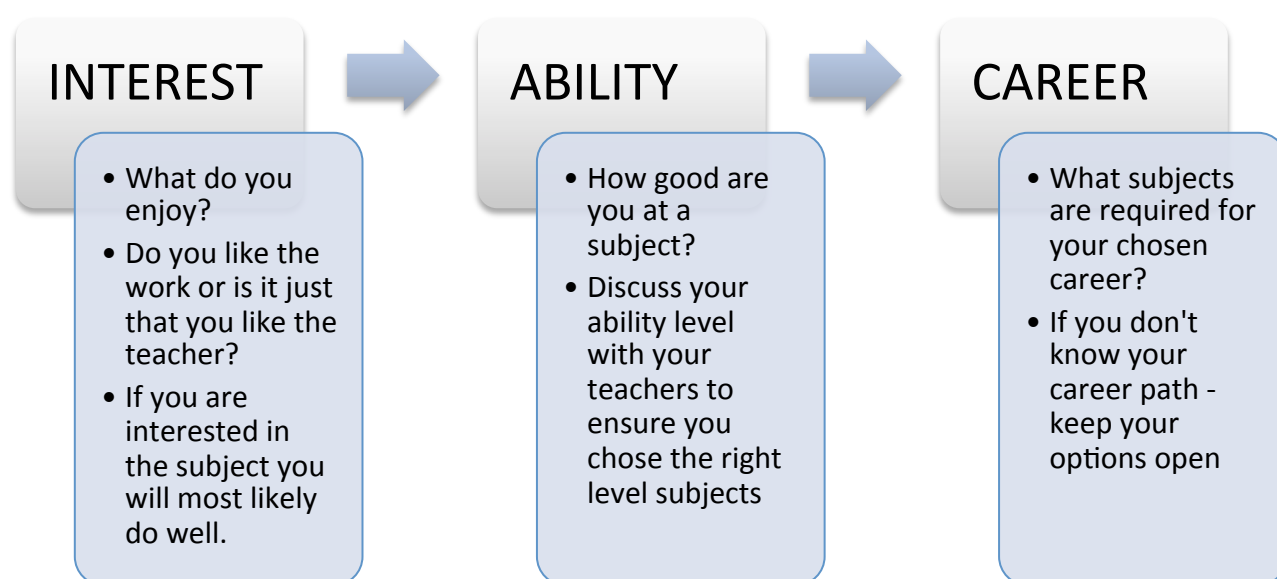 INTEREST
• What do you
enjoy?
• Do you like the
work or is it just
that you like the
teacher?
• If you are
interested in
the subject you
will most likely
do well.
ABILITY
• How good are
you at a
subject?
• Discuss your
ability level
with your
teachers to
ensure you
chose the right
level subjects
CAREER
• What subjects
are required for
your chosen
career?
• If you don't
know your
career path -
keep your
options open